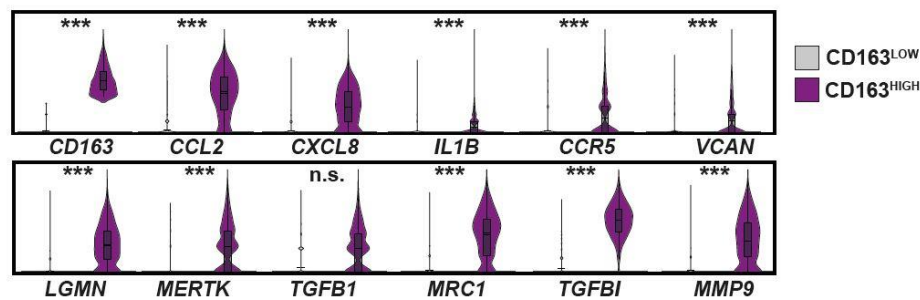 *** *** *** *** *** ***
CD163 CCL2 CXCL8 IL1B CCR5 VCAN
CD163LOW
CD163HIGH
*** *** n.s. *** *** ***
LGMN MERTK TGFB1 MRC1 TGFBI MMP9